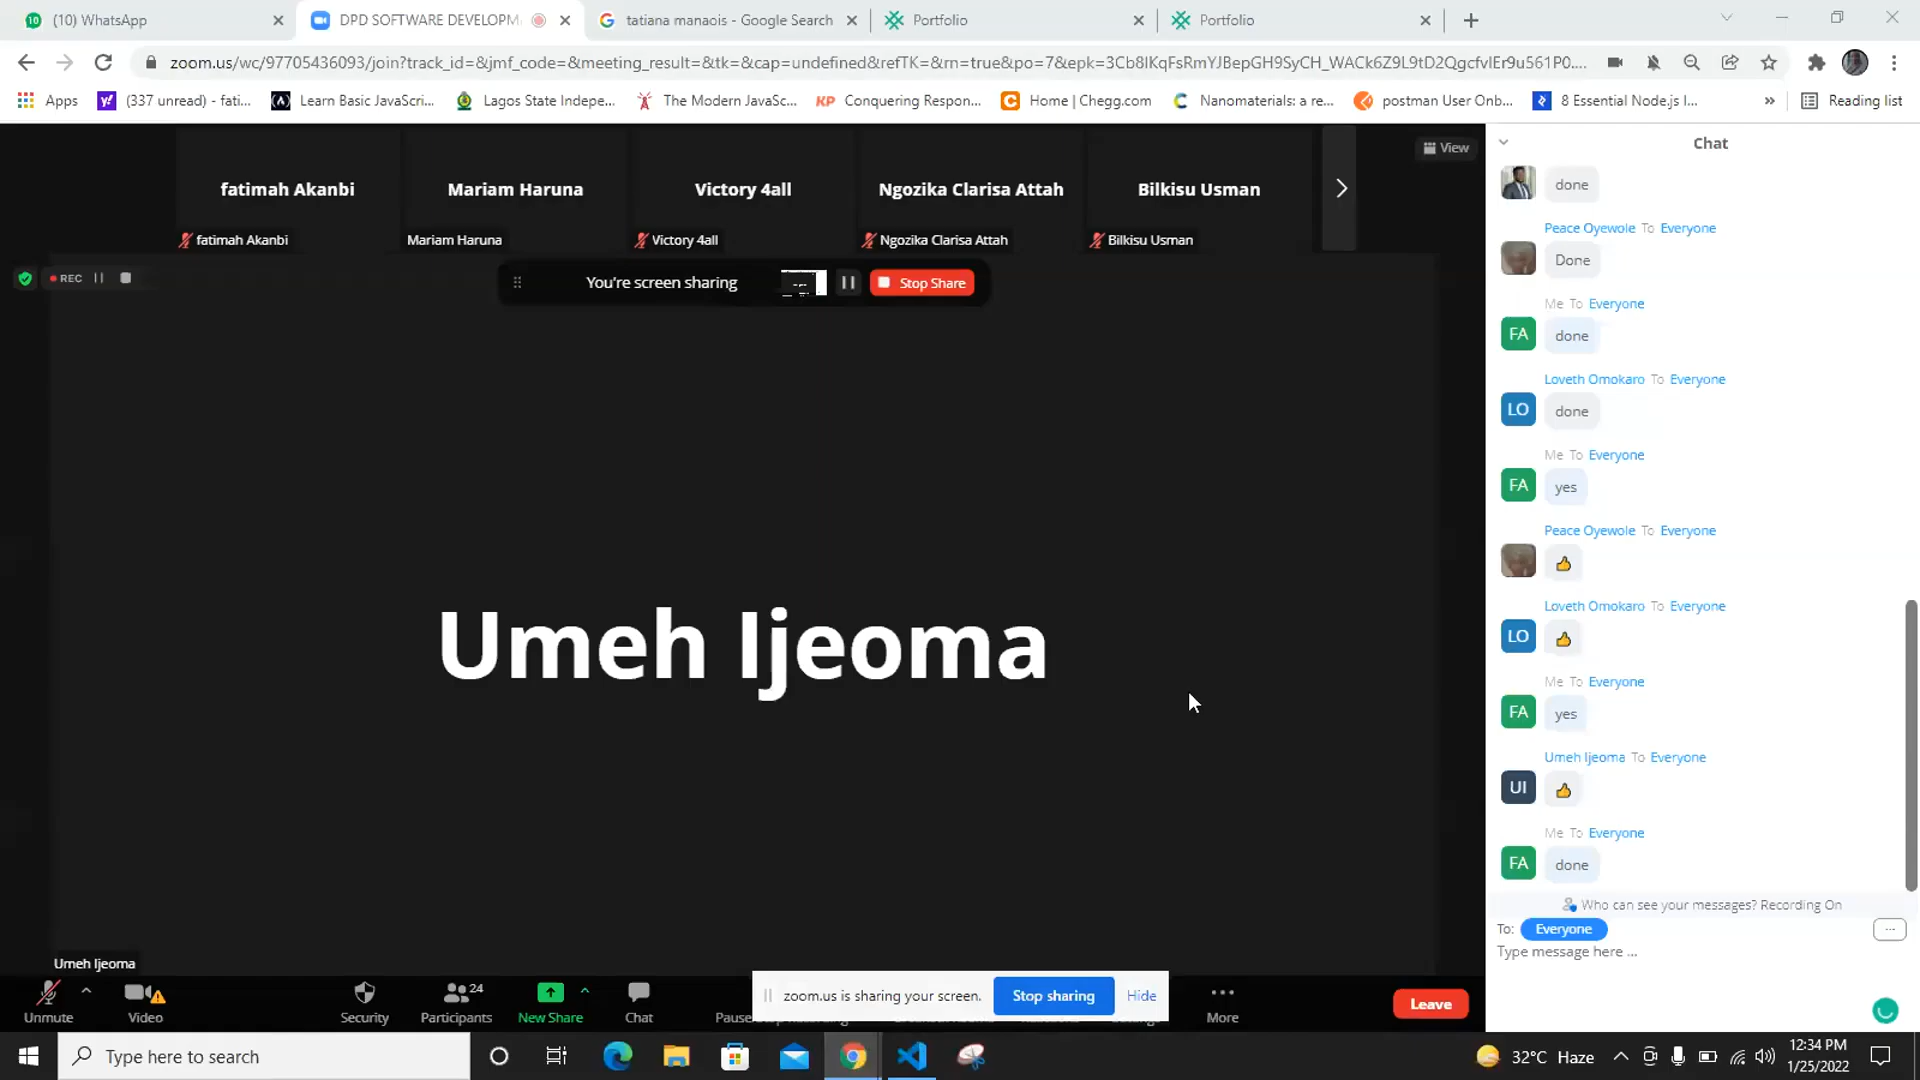 (10) WhatsApp
DPD SOFTWARE DEVELOPM
tatiana manaois - Google Search
Portfolio
Portfolio
zoom.us/wc/97705436093/join?track_id=&jmf_code=&meeting_result=&tk=&cap=undefined&refTK=&rn=true&po=7&epk=3Cb8IKqFsRmYJBepGH9SyCH_WACk6Z9L9tD2QgcfvlEr9u561P0....
Apps
(337 unread) - fati...
Learn Basic JavaScri...
Lagos State Indepe...
The Modern JavaSc...
KP Conquering Respon...
Home | Chegg.com
Nanomaterials: a re...
postman User Onb...
8 Essential Node.js I...
»
Reading list
fatimah Akanbi
Mariam Haruna
Victory 4all
Ngozika Clarisa Attah
Bilkisu Usman
View
fatimah Akanbi
Mariam Haruna
Victory 4all
Ngozika Clarisa Attah
Bilkisu Usman
REC
You're screen sharing
Stop Share
Umeh Ijeoma
Umeh Ijeoma
Chat
done
Peace Oyewole To Everyone
Done
Me To Everyone
FA
done
Loveth Omokaro To Everyone
LO
done
Me To Everyone
FA
yes
Peace Oyewole To Everyone
👍
Loveth Omokaro To Everyone
LO
👍
Me To Everyone
FA
yes
Umeh Ijeoma To Everyone
UI
👍
Me To Everyone
FA
done
Who can see your messages? Recording On
To: Everyone
Type message here ...
Unmute
Video
Security
24
Participants
New Share
Chat
zoom.us is sharing your screen.
Stop sharing
Hide
More
Leave
Type here to search
32°C Haze
12:34 PM
1/25/2022